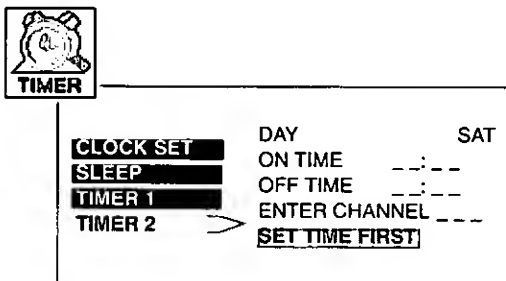 TIMER
CLOCK SET
SLEEP
TIMER 1
TIMER 2
DAY SAT
ON TIME _ _:_ _
OFF TIME _ _:_ _
ENTER CHANNEL _ _ _
SET TIME FIRST